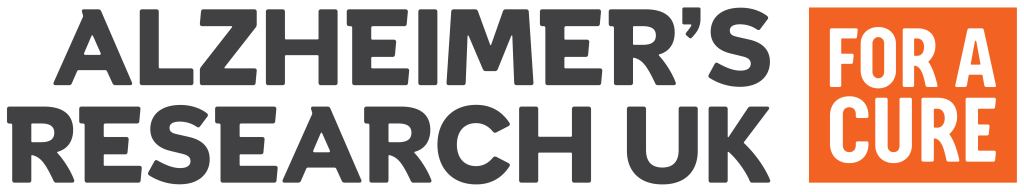 ALZHEIMER’S
RESEARCH UK
FOR A
CURE